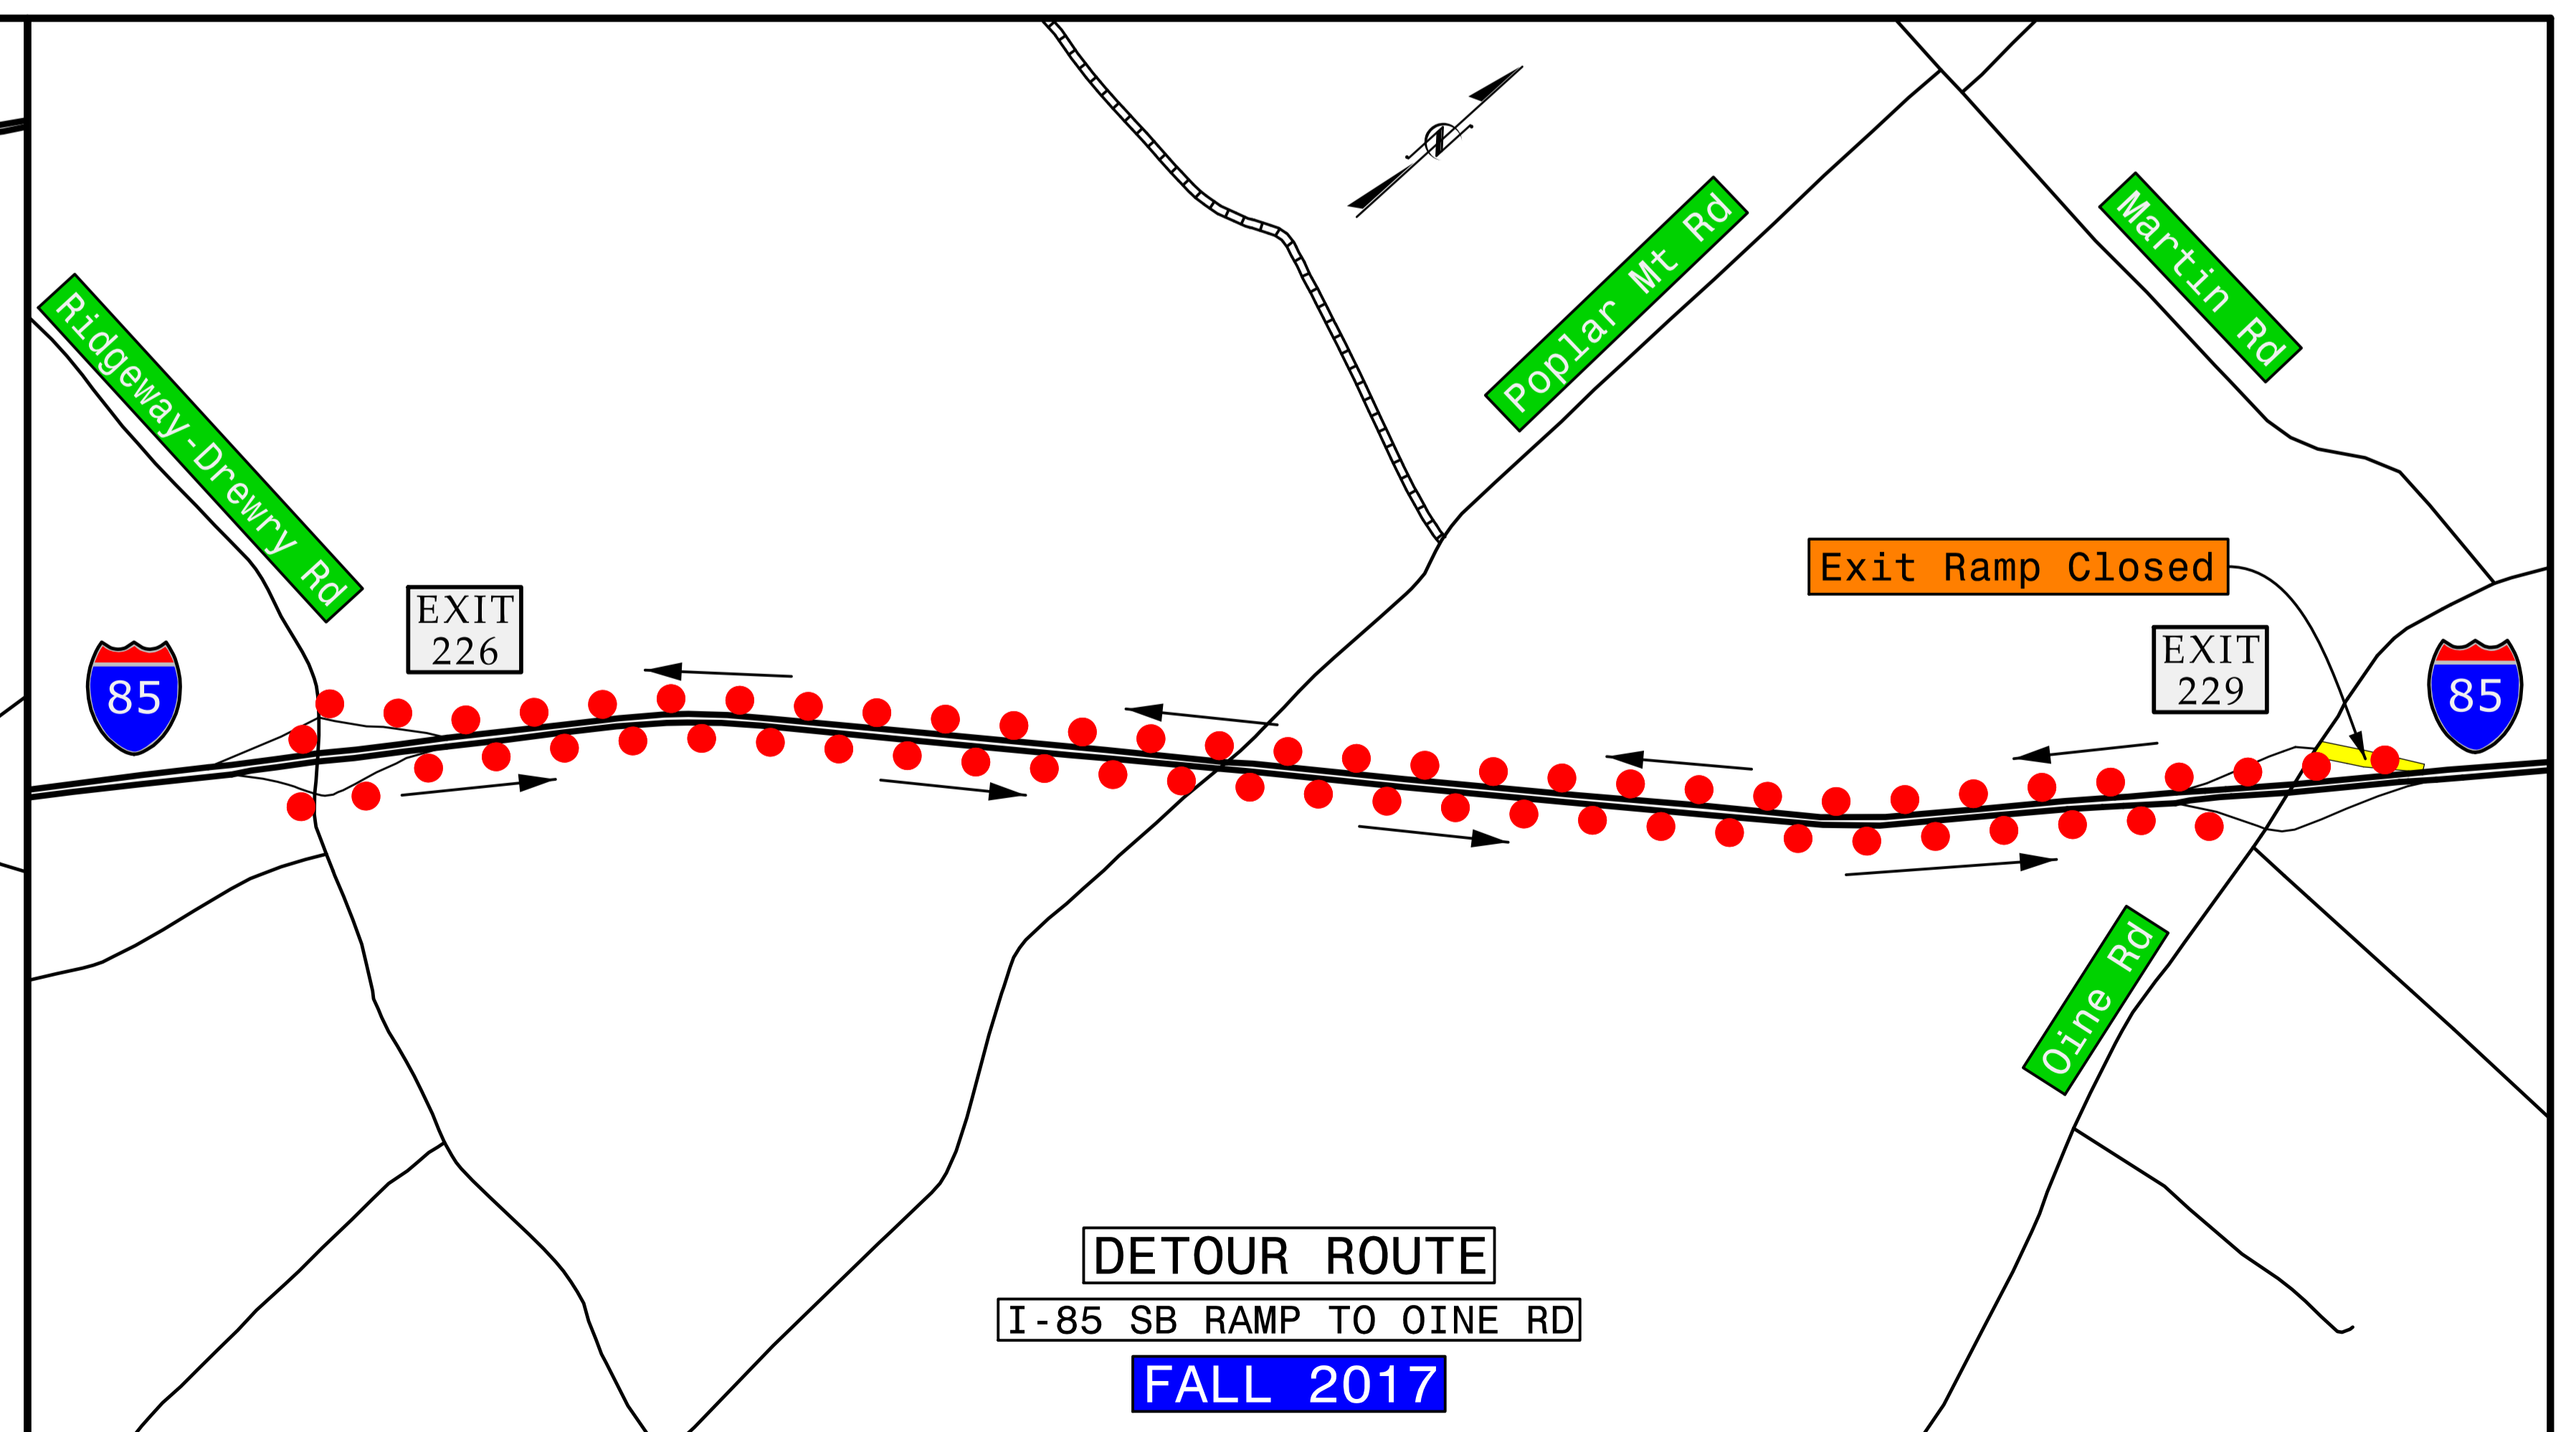 Poplar Mt Rd
Martin Rd
Ridgeway-Drewry Rd
Exit Ramp Closed
EXIT
226
EXIT
229
85
85
Oine Rd
DETOUR ROUTE
I-85 SB RAMP TO OINE RD
FALL 2017